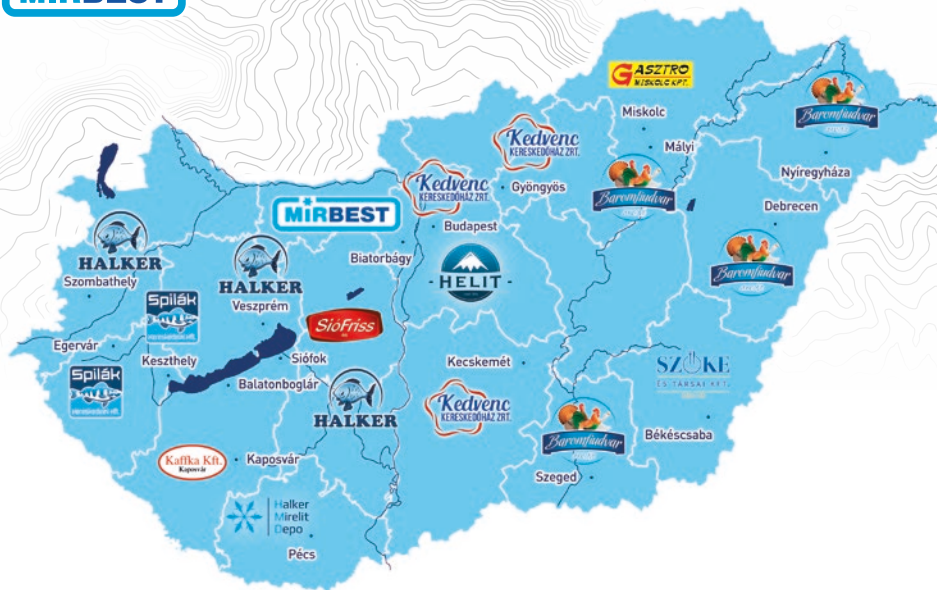 MiRBEST
GASZTRO
MISKOLC KFT.
Miskolc
Baromfiudvar
Kedvenc
KERESKEDŐHÁZ ZRT.
Mályi
Nyíregyháza
Kedvenc
KERESKEDŐHÁZ ZRT.
Gyöngyös
Baromfiudvar
Debrecen
MiRBEST
Budapest
Biatorbágy
HALKER
Szombathely
HALKER
Veszprém
HELIT
Baromfiudvar
Spilák
SióFriss
Egervár
Keszthely
Siófok
Kecskemét
SZŐKE
ÉS TÁRSAI KFT.
Spilák
Balatonboglár
HALKER
Kedvenc
KERESKEDŐHÁZ ZRT.
Baromfiudvar
Békéscsaba
Kaffka Kft.
Kaposvár
Kaposvár
Szeged
Halker
Mirelit
Depo
Pécs